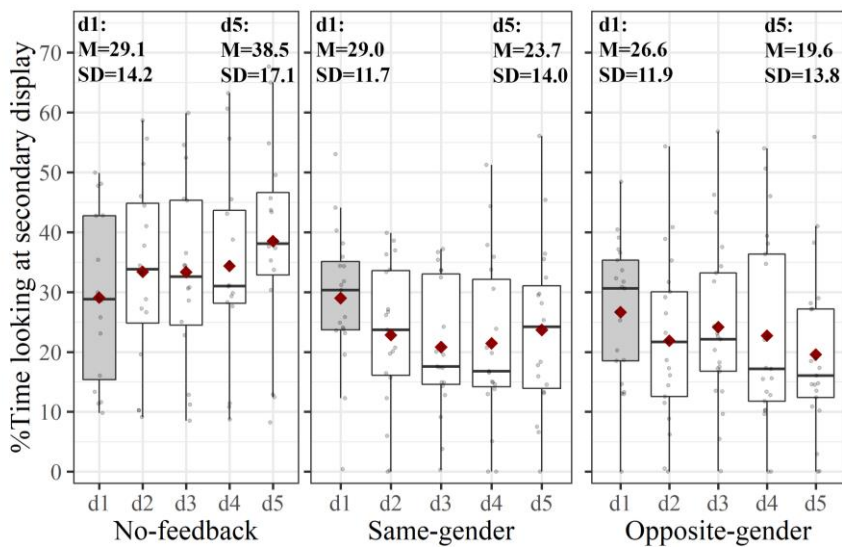 %Time looking at secondary display
70
60
50
40
30
20
10
0
d1:
M=29.1
SD=14.2
d5:
M=38.5
SD=17.1
d1 d2 d3 d4 d5
No-feedback
d1:
M=29.0
SD=11.7
d5:
M=23.7
SD=14.0
d1 d2 d3 d4 d5
Same-gender
d1:
M=26.6
SD=11.9
d5:
M=19.6
SD=13.8
d1 d2 d3 d4 d5
Opposite-gender